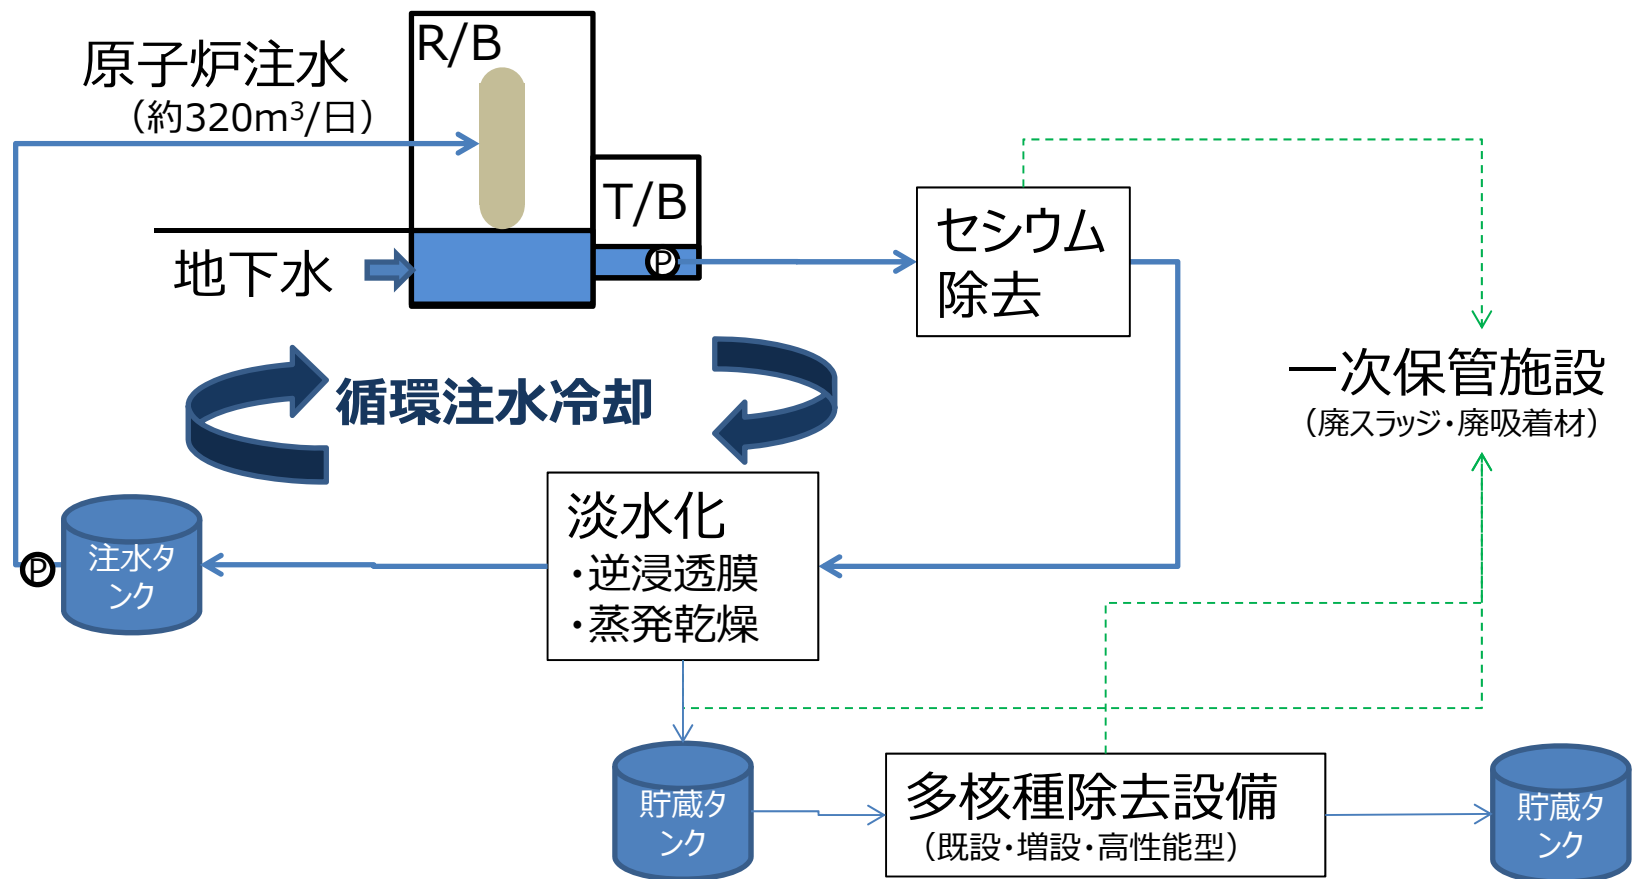 R/B
原子炉注水
（約320m³/日）
T/B
セシウム
除去
地下水
P
一次保管施設
（廃スラッジ・廃吸着材）
循環注水冷却
淡水化
・逆浸透膜
・蒸発乾燥
注水タ
ンク
P
貯蔵タ
ンク
多核種除去設備
（既設・増設・高性能型）
貯蔵タ
ンク